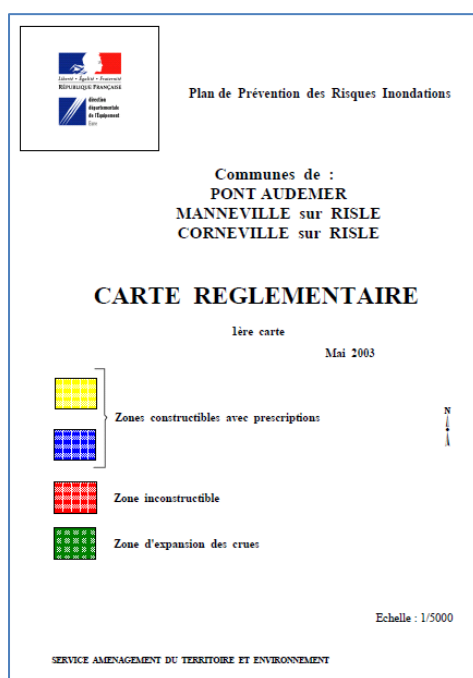 Liberté • Égalité • Fraternité
RÉPUBLIQUE FRANÇAISE
direction
départementale
de l'Équipement
Eure
Plan de Prévention des Risques Inondations
Communes de :
PONT AUDEMER
MANNEVILLE sur RISLE
CORNEVILLE sur RISLE
CARTE REGLEMENTAIRE
1ère carte
Mai 2003
Zones constructibles avec prescriptions
N
Zone inconstructible
Zone d'expansion des crues
Echelle : 1/5000
SERVICE AMENAGEMENT DU TERRITOIRE ET ENVIRONNEMENT